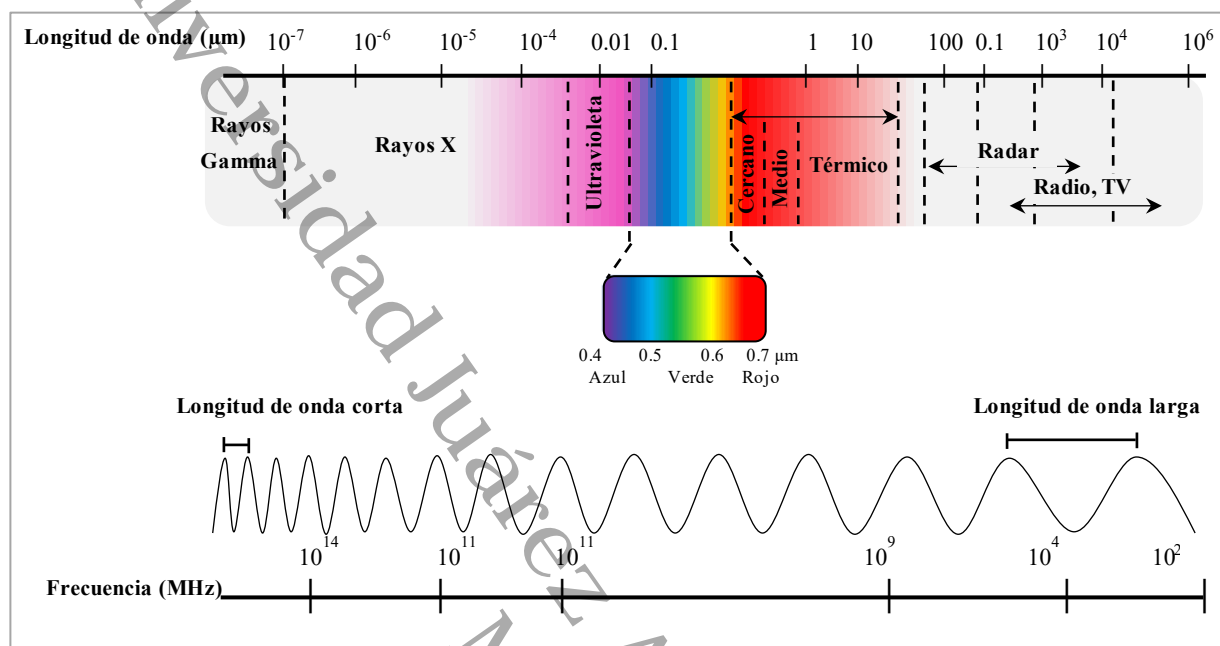 Longitud de onda (μm) 10⁻⁷ 10⁻⁶ 10⁻⁵ 10⁻⁴ 0.01 0.1 1 10 100 0.1 10³ 10⁴ 10⁶
Rayos
Gamma
Rayos X
Ultravioleta
Cercano
Medio
Térmico
Radar
Radio, TV
0.4 0.5 0.6 0.7 μm
Azul Verde Rojo
Longitud de onda corta
Longitud de onda larga
10¹⁴ 10¹¹ 10¹¹ 10⁹ 10⁴ 10²
Frecuencia (MHz)
niversidad Juárez